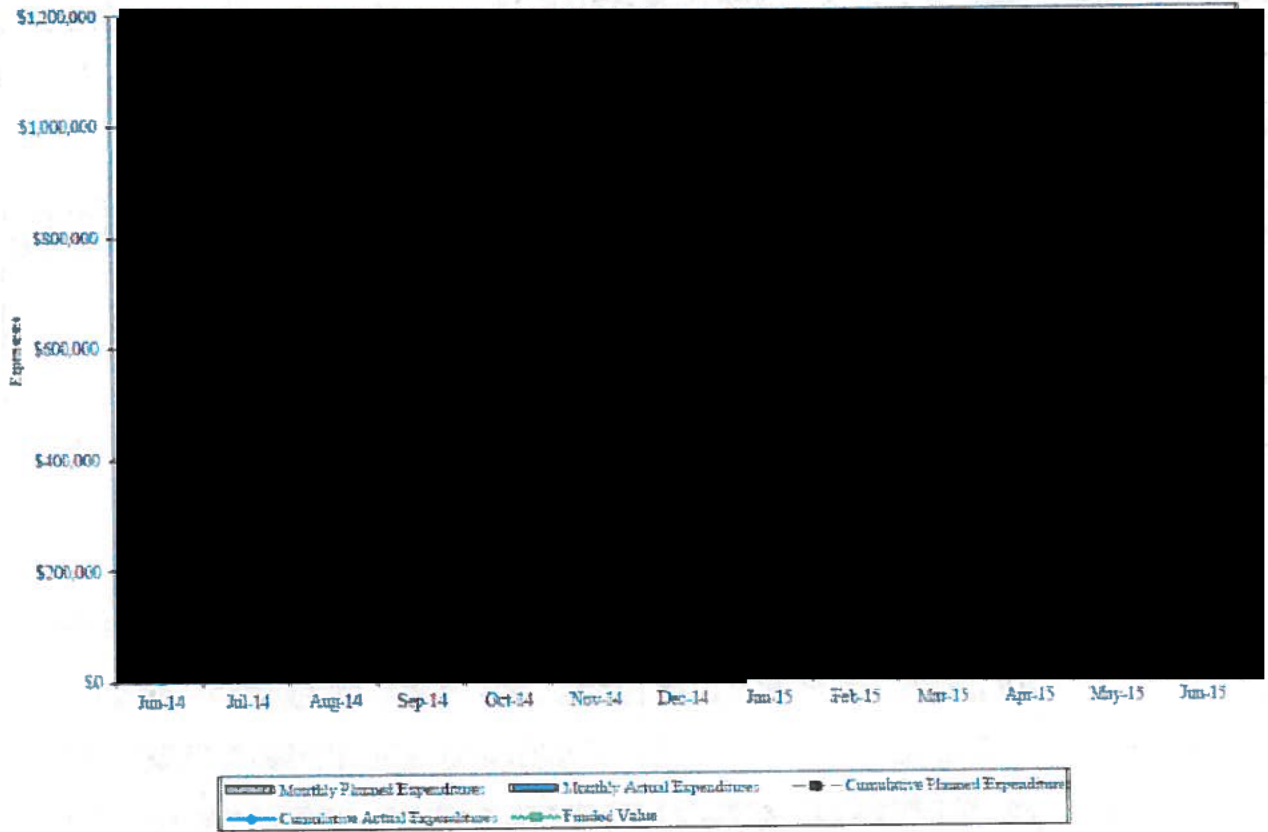 $1,200,000
$1,000,000
$800,000
$600,000
$400,000
$200,000
$0
Expenses
Jun-14 Jul-14 Aug-14 Sep-14 Oct-14 Nov-14 Dec-14 Jan-15 Feb-15 Mar-15 Apr-15 May-15 Jun-15
Monthly Planned Expenditures Monthly Actual Expenditures Cumulative Planned Expenditures
Cumulative Actual Expenditures Funded Value